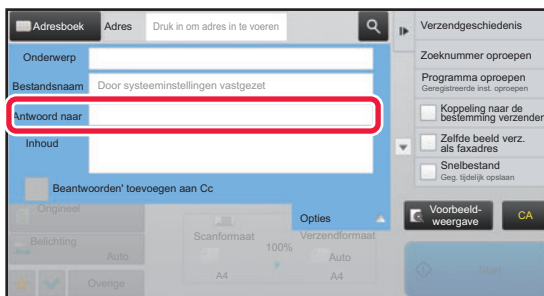 Adresboek
Adres
Druk in om adres in te voeren
Verzendgeschiedenis
Onderwerp
Zoeknummer oproepen
Bestandsnaam
Door systeeminstellingen vastgezet
Programma oproepen
Geregistreerde inst. oproepen
Antwoord naar
Koppeling naar de
bestemming verzenden
Inhoud
Zelfde beeld verz.
als faxadres
Snelbestand
Geg. tijdelijk opslaan
Beantwoorden' toevoegen aan Cc
Origineel
Opties
Voorbeeld-
weergave
CA
Belichting
Auto
Scanformaat
100%
Verzendformaat
Auto
A4
A4
Overige
Start